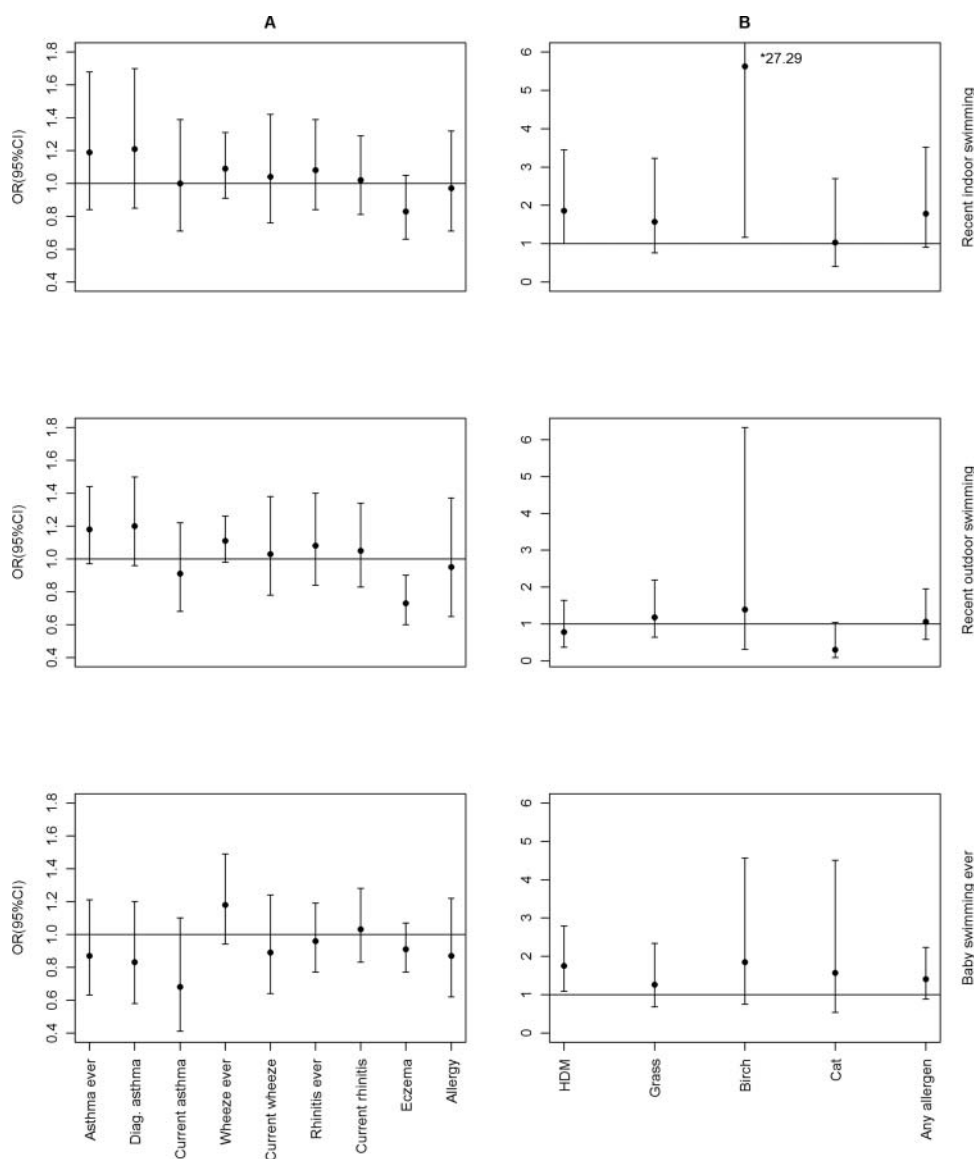 A
B
OR(95%CI)
0.4 0.6 0.8 1.0 1.2 1.4 1.6 1.8
0 1 2 3 4 5 6
*27.29
Recent indoor swimming
OR(95%CI)
0.4 0.6 0.8 1.0 1.2 1.4 1.6 1.8
0 1 2 3 4 5 6
Recent outdoor swimming
OR(95%CI)
0.4 0.6 0.8 1.0 1.2 1.4 1.6 1.8
0 1 2 3 4 5 6
Baby swimming ever
Asthma ever
Diag. asthma
Current asthma
Wheeze ever
Current wheeze
Rhinitis ever
Current rhinitis
Eczema
Allergy
HDM
Grass
Birch
Cat
Any allergen